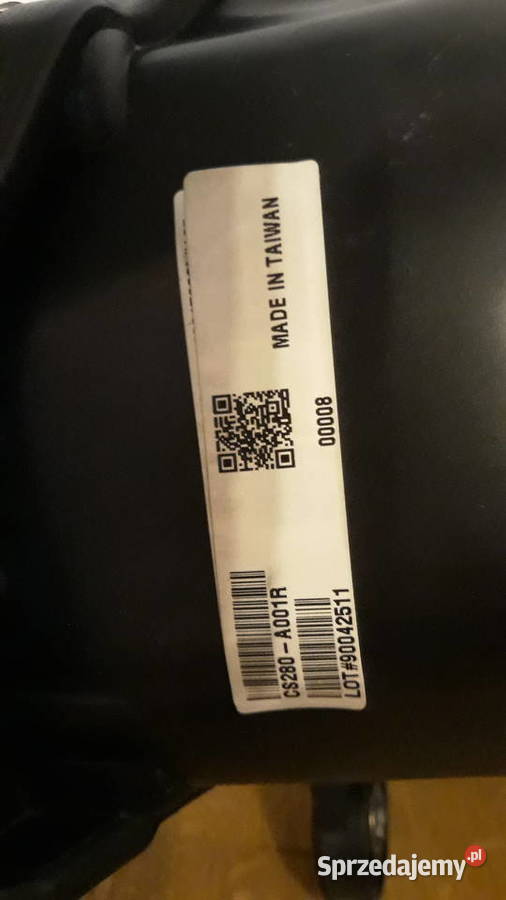 MADE IN TAIWAN
00008
CS280-A001R
LOT#90042511
Sprzedajemy.pl